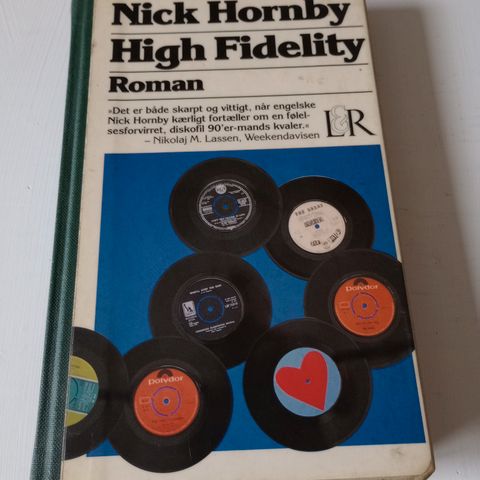 Nick Hornby
High Fidelity
Roman
»Det er både skarpt og vittigt, når engelske
Nick Hornby kærligt fortæller om en følel-
sesforvirret, diskofil 90'er-mands kvaler.«
– Nikolaj M. Lassen, Weekendavisen
L&R
polydor
polydor